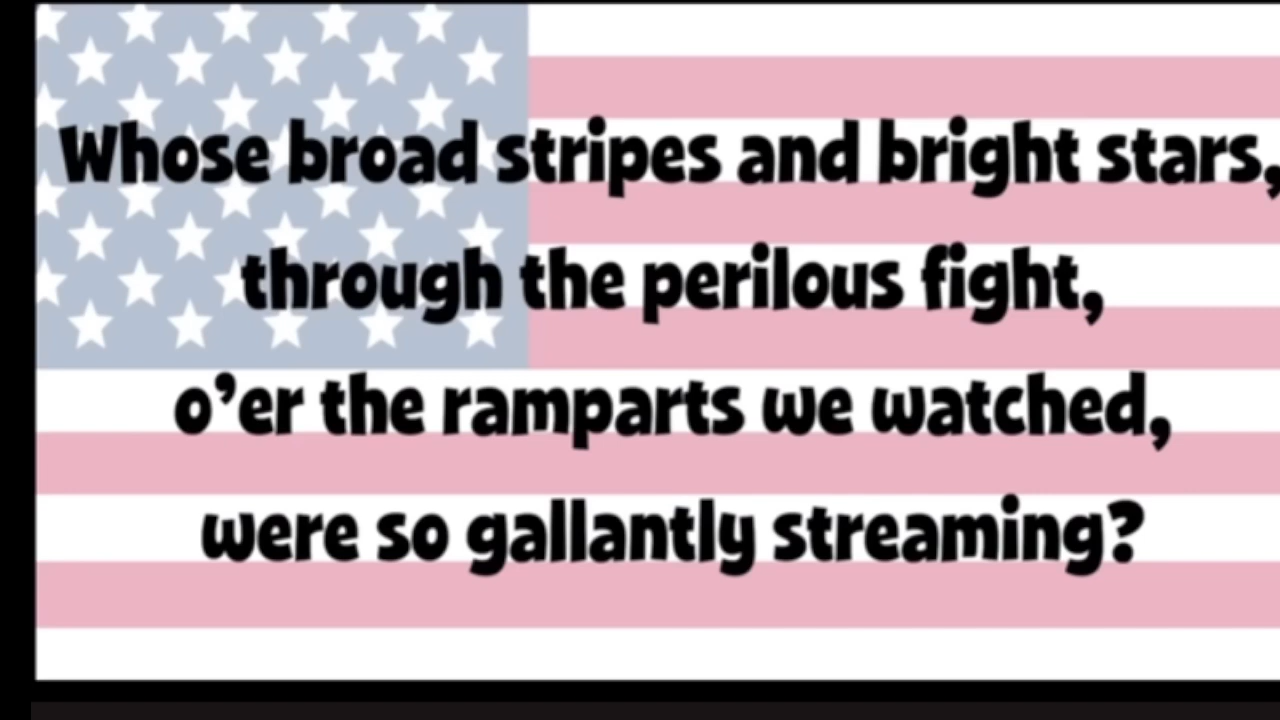 Whose broad stripes and bright stars,
through the perilous fight,
o’er the ramparts we watched,
were so gallantly streaming?